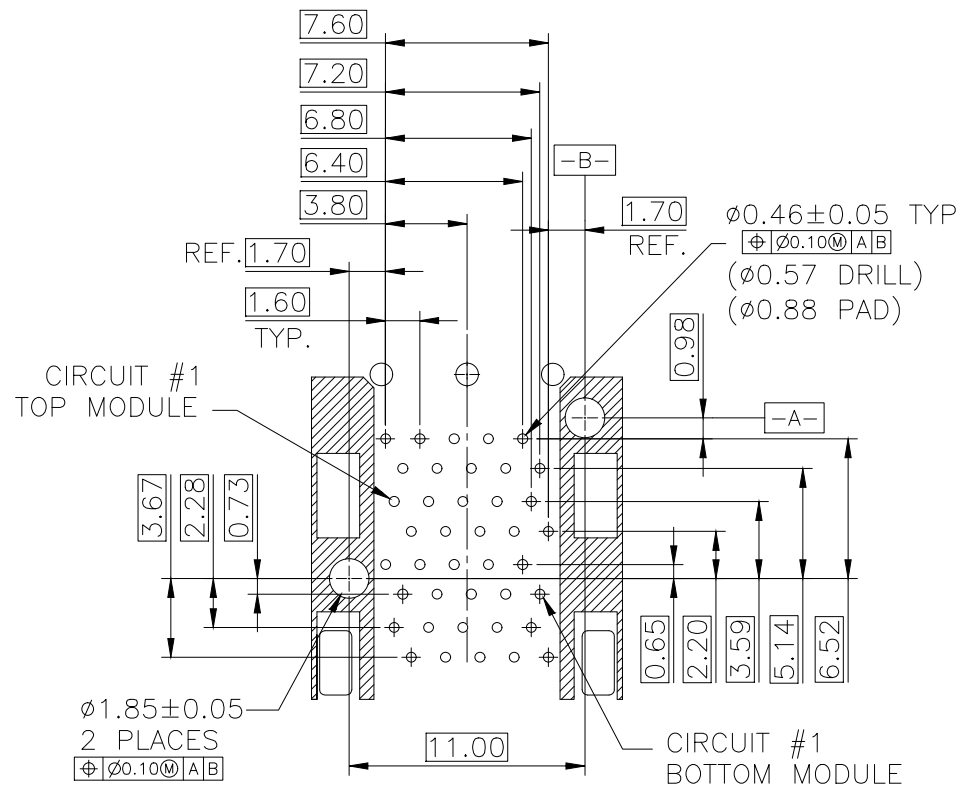 7.60
7.20
6.80
6.40
3.80
-B-
1.70
REF.
REF. 1.70
1.60
TYP.
Ø0.46±0.05 TYP
⌖ Ø0.10Ⓜ A B
(Ø0.57 DRILL)
(Ø0.88 PAD)
0.98
CIRCUIT #1
TOP MODULE
-A-
3.67
2.28
0.73
0.65
2.20
3.59
5.14
6.52
Ø1.85±0.05
2 PLACES
⌖ Ø0.10Ⓜ A B
11.00
CIRCUIT #1
BOTTOM MODULE